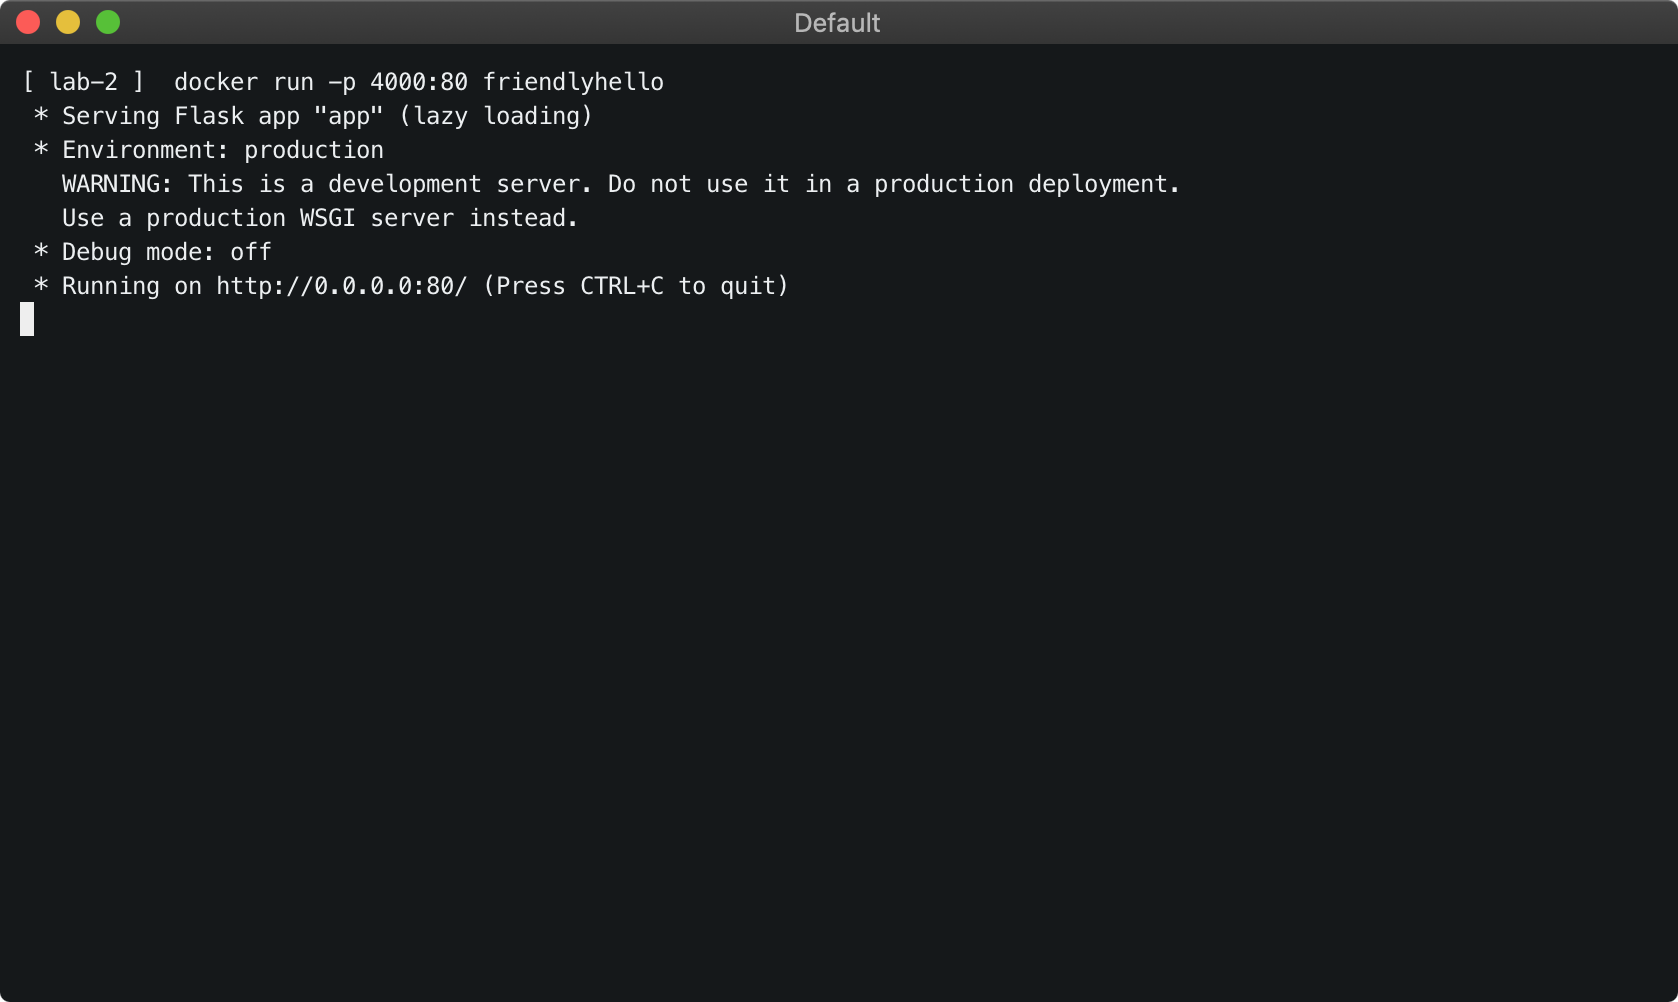 Default
[ lab-2 ]  docker run -p 4000:80 friendlyhello
 * Serving Flask app "app" (lazy loading)
 * Environment: production
   WARNING: This is a development server. Do not use it in a production deployment.
   Use a production WSGI server instead.
 * Debug mode: off
 * Running on http://0.0.0.0:80/ (Press CTRL+C to quit)